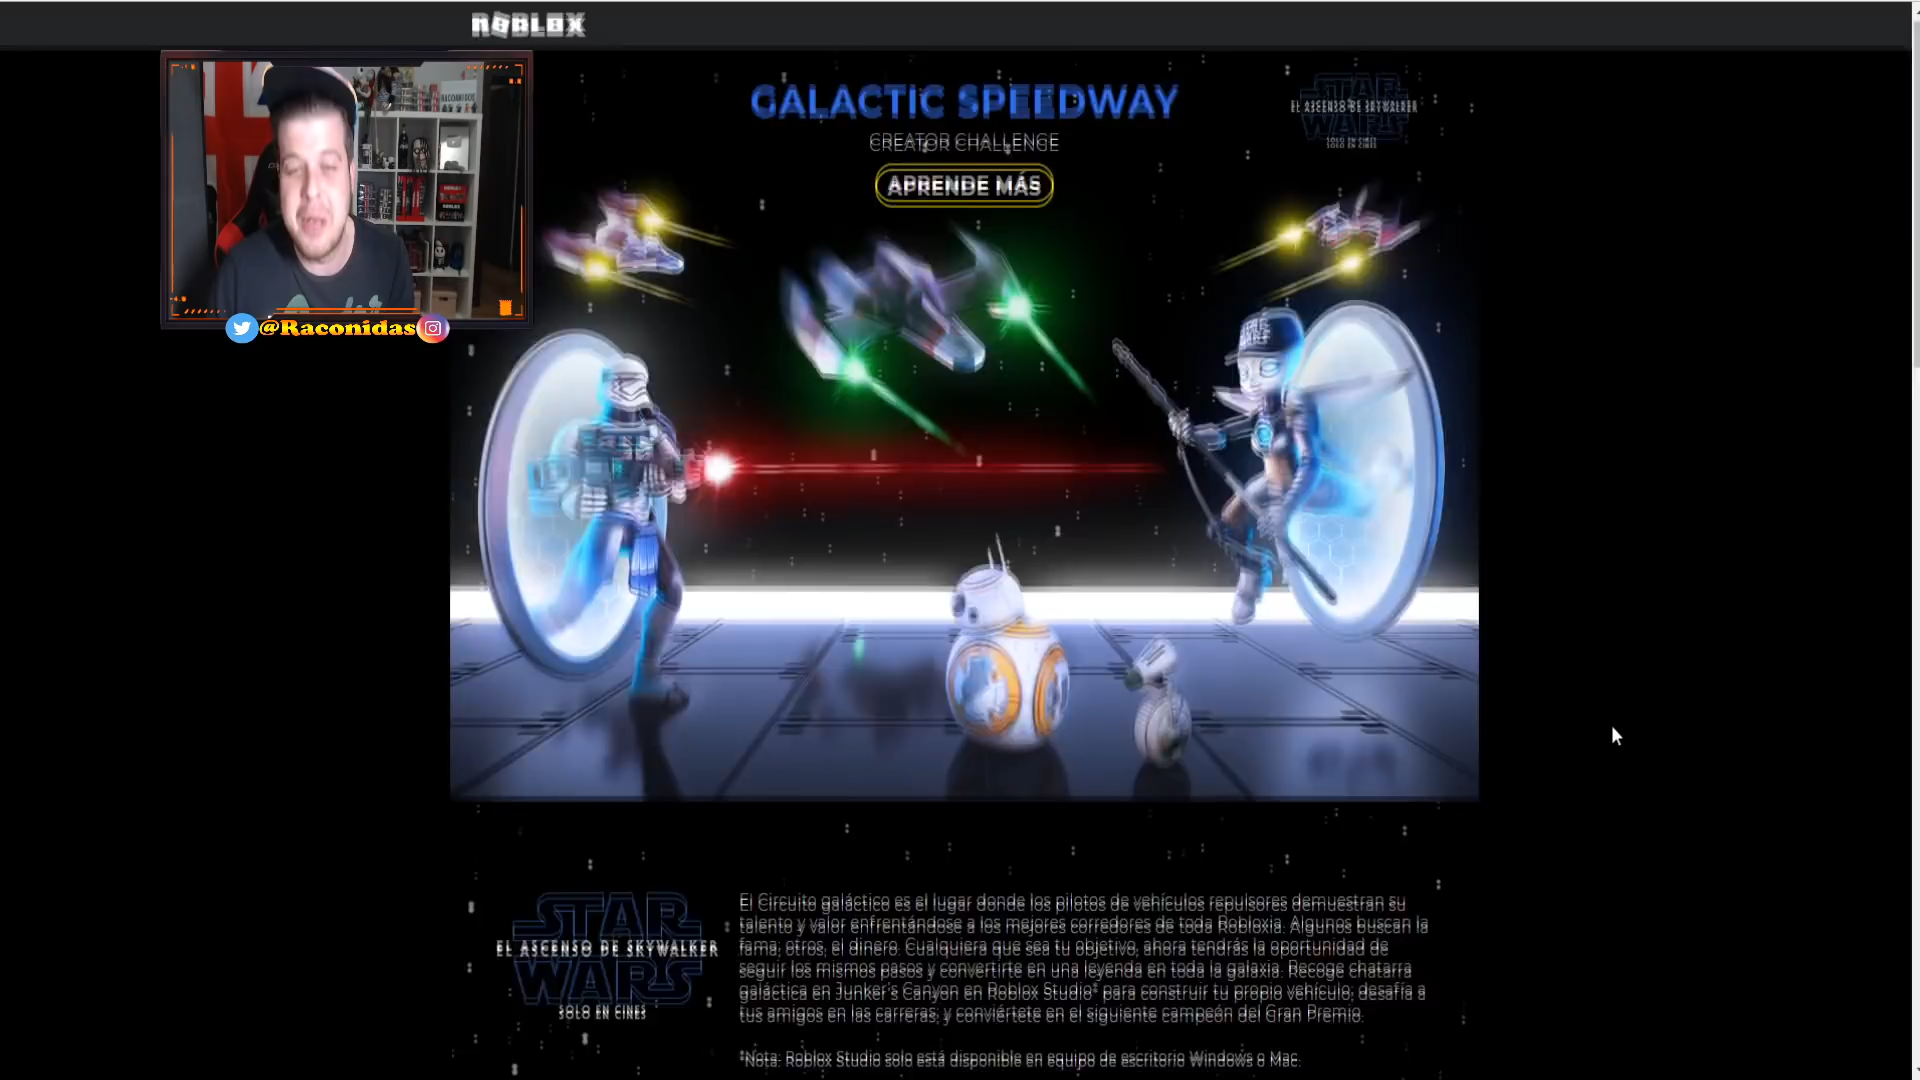 ROBLOX
GALACTIC SPEEDWAY
CREATOR CHALLENGE
APRENDE MÁS
STAR
EL ASCENSO DE SKYWALKER
WARS
SOLO EN CINES
RACONIDAS
@Raconidas
STAR
EL ASCENSO DE SKYWALKER
WARS
SOLO EN CINES
El Circuito galáctico es el lugar donde los pilotos de vehículos repulsores demuestran su
talento y valor enfrentándose a los mejores corredores de toda Robloxia. Algunos buscan la
fama; otros, el dinero. Cualquiera que sea tu objetivo, ahora tendrás la oportunidad de
seguir los mismos pasos y convertirte en una leyenda en toda la galaxia. Recoge chatarra
galáctica en Junker's Canyon en Roblox Studio* para construir tu propio vehículo, desafía a
tus amigos en las carreras, y conviértete en el siguiente campeón del Gran Premio.
*Nota: Roblox Studio solo está disponible en equipo de escritorio Windows o Mac.